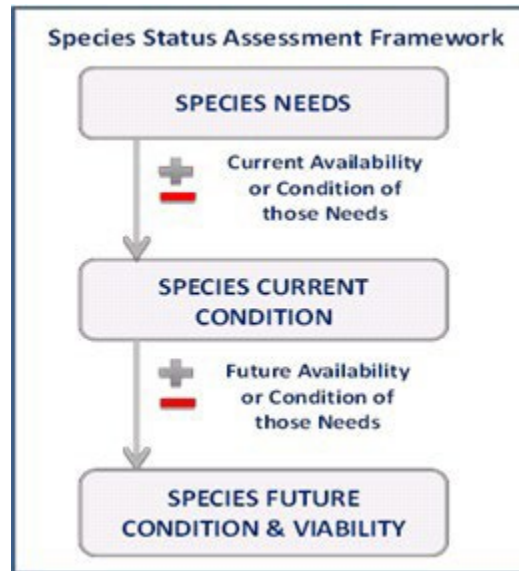 Species Status Assessment Framework
SPECIES NEEDS
Current Availability
or Condition of
those Needs
SPECIES CURRENT
CONDITION
Future Availability
or Condition of
those Needs
SPECIES FUTURE
CONDITION & VIABILITY